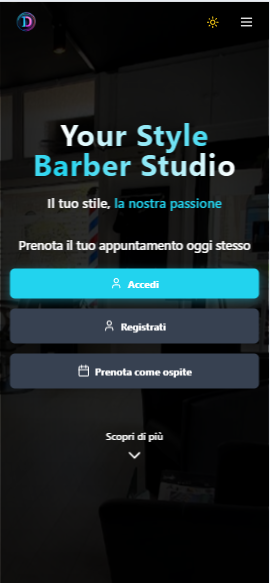 Your Style
Barber Studio
Il tuo stile, la nostra passione
Prenota il tuo appuntamento oggi stesso
Accedi
Registrati
Prenota come ospite
Scopri di più